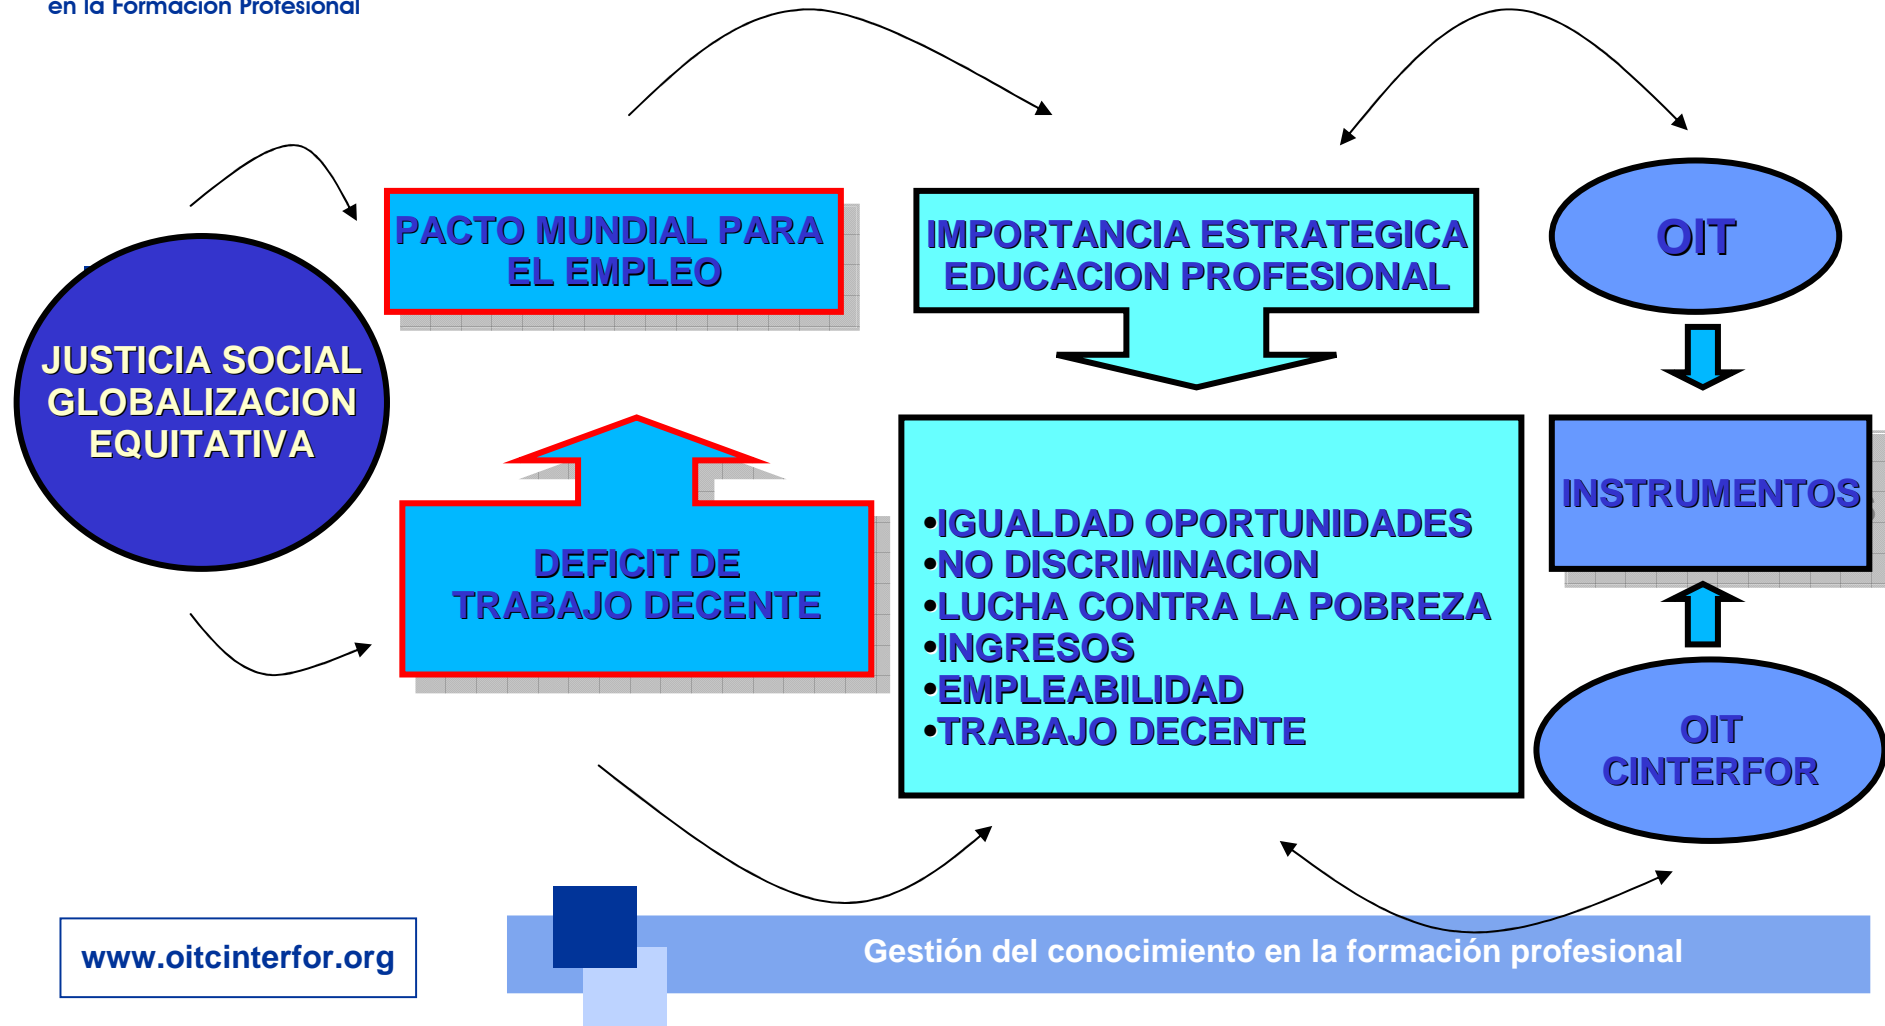 en la Formación Profesional
JUSTICIA SOCIAL
GLOBALIZACION
EQUITATIVA
PACTO MUNDIAL PARA
EL EMPLEO
DEFICIT DE
TRABAJO DECENTE
IMPORTANCIA ESTRATEGICA
EDUCACION PROFESIONAL
•IGUALDAD OPORTUNIDADES
•NO DISCRIMINACION
•LUCHA CONTRA LA POBREZA
•INGRESOS
•EMPLEABILIDAD
•TRABAJO DECENTE
OIT
INSTRUMENTOS
OIT
CINTERFOR
www.oitcinterfor.org
Gestión del conocimiento en la formación profesional